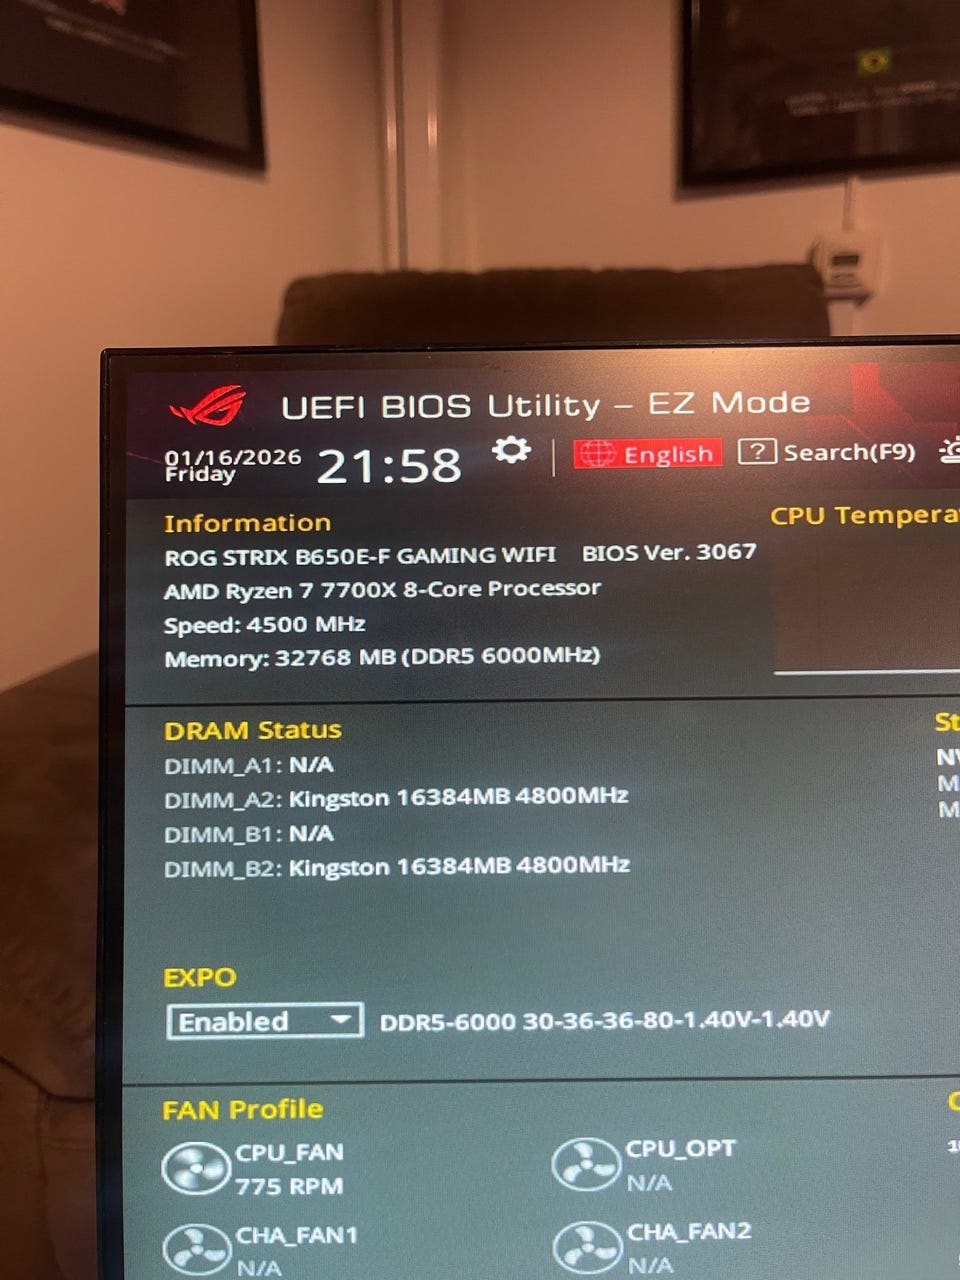 UEFI BIOS Utility – EZ Mode
01/16/2026
Friday
21:58
English
? Search(F9)
Information
CPU Tempera
ROG STRIX B650E-F GAMING WIFI BIOS Ver. 3067
AMD Ryzen 7 7700X 8-Core Processor
Speed: 4500 MHz
Memory: 32768 MB (DDR5 6000MHz)
DRAM Status
St
DIMM_A1: N/A
DIMM_A2: Kingston 16384MB 4800MHz
DIMM_B1: N/A
DIMM_B2: Kingston 16384MB 4800MHz
EXPO
Enabled DDR5-6000 30-36-36-80-1.40V-1.40V
FAN Profile
CPU_FAN
775 RPM
CPU_OPT
N/A
CHA_FAN1
N/A
CHA_FAN2
N/A